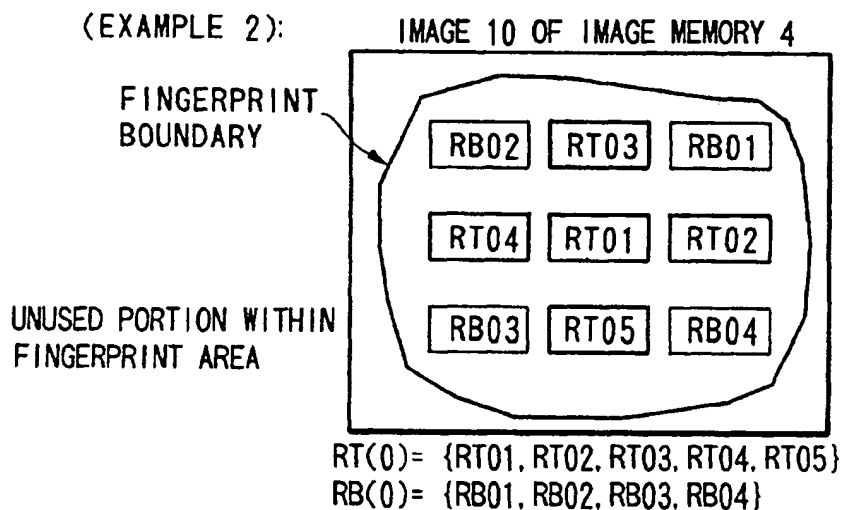 (EXAMPLE 2):
IMAGE 10 OF IMAGE MEMORY 4
FINGERPRINT
BOUNDARY
RB02 RT03 RB01
RT04 RT01 RT02
RB03 RT05 RB04
UNUSED PORTION WITHIN
FINGERPRINT AREA
RT(0)= {RT01, RT02, RT03, RT04, RT05}
RB(0)= {RB01, RB02, RB03, RB04}